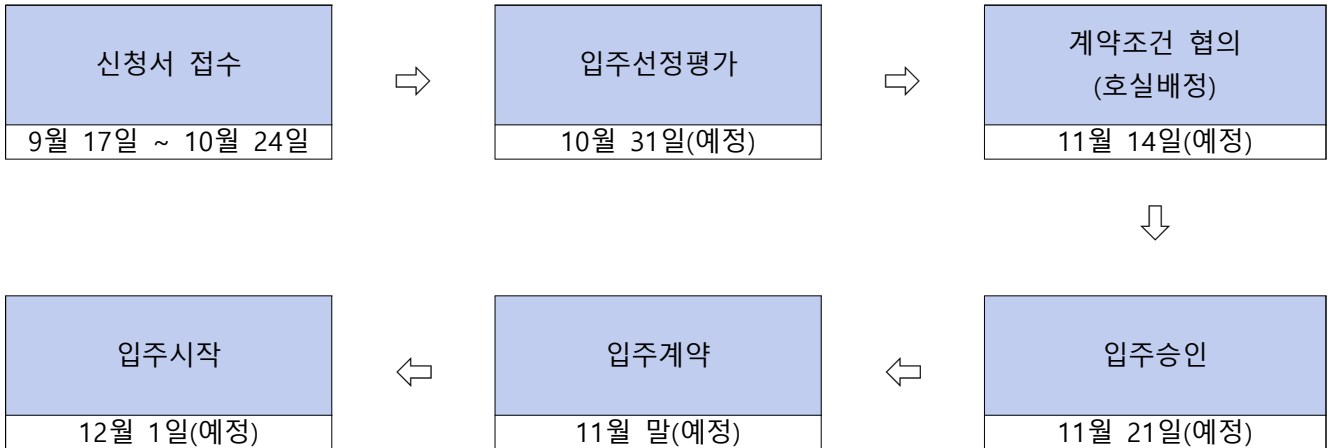 신청서 접수
9월 17일 ~ 10월 24일
⇨
입주선정평가
10월 31일(예정)
⇨
계약조건 협의
(호실배정)
11월 14일(예정)
⇩
입주승인
11월 21일(예정)
⇦
입주계약
11월 말(예정)
⇦
입주시작
12월 1일(예정)